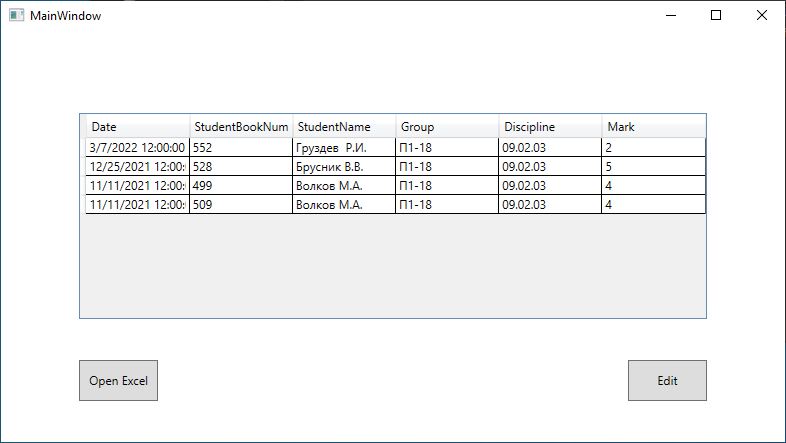 MainWindow
Date StudentBookNum StudentName Group Discipline Mark
3/7/2022 12:00:00 552 Груздев Р.И. П1-18 09.02.03 2
12/25/2021 12:00: 528 Брусник В.В. П1-18 09.02.03 5
11/11/2021 12:00: 499 Волков М.А. П1-18 09.02.03 4
11/11/2021 12:00: 509 Волков М.А. П1-18 09.02.03 4
Open Excel Edit